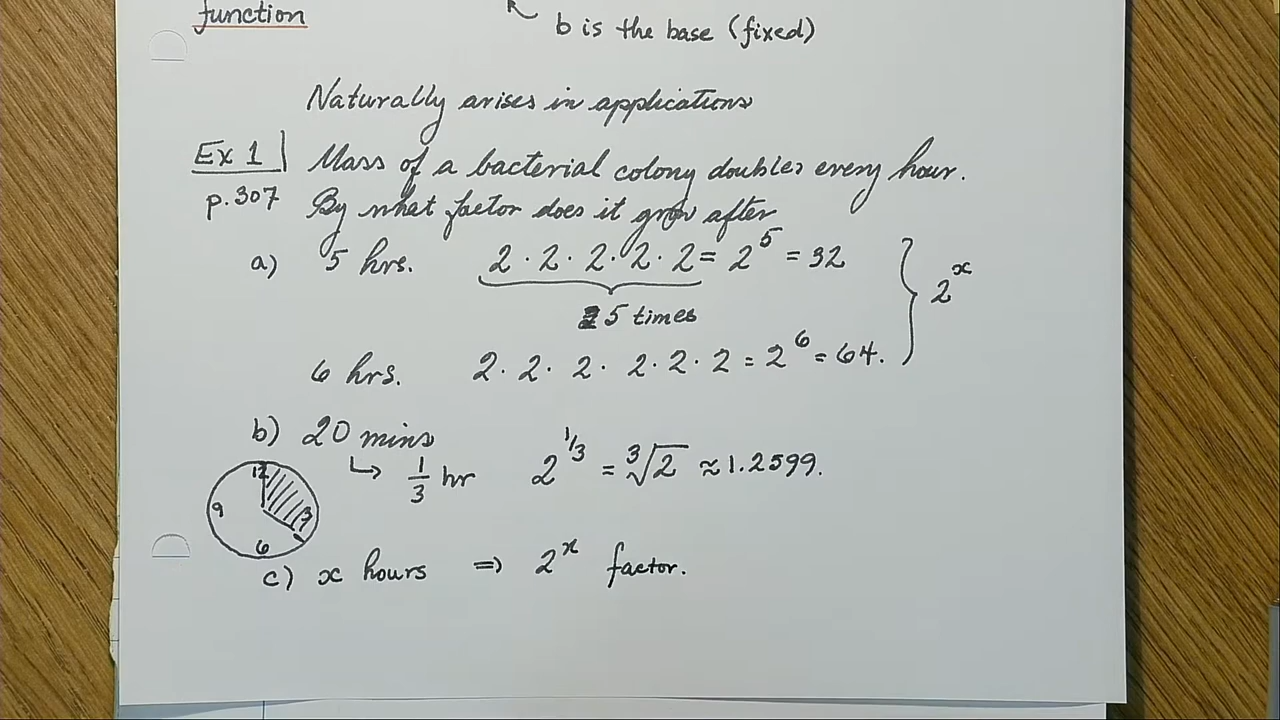 function
b is the base (fixed)
Naturally arises in applications
Ex 1 Mass of a bacterial colony doubles every hour.
p.307 By what factor does it grow after
a) 5 hrs. 2 · 2 · 2 · 2 · 2 = 2^5 = 32
5 times
2^x
6 hrs. 2 · 2 · 2 · 2 · 2 · 2 = 2^6 = 64.
b) 20 mins
↳ 1/3 hr 2^{1/3} = ∛2 ≈ 1.2599.
12
9 3
6
c) x hours ⇒ 2^x factor.